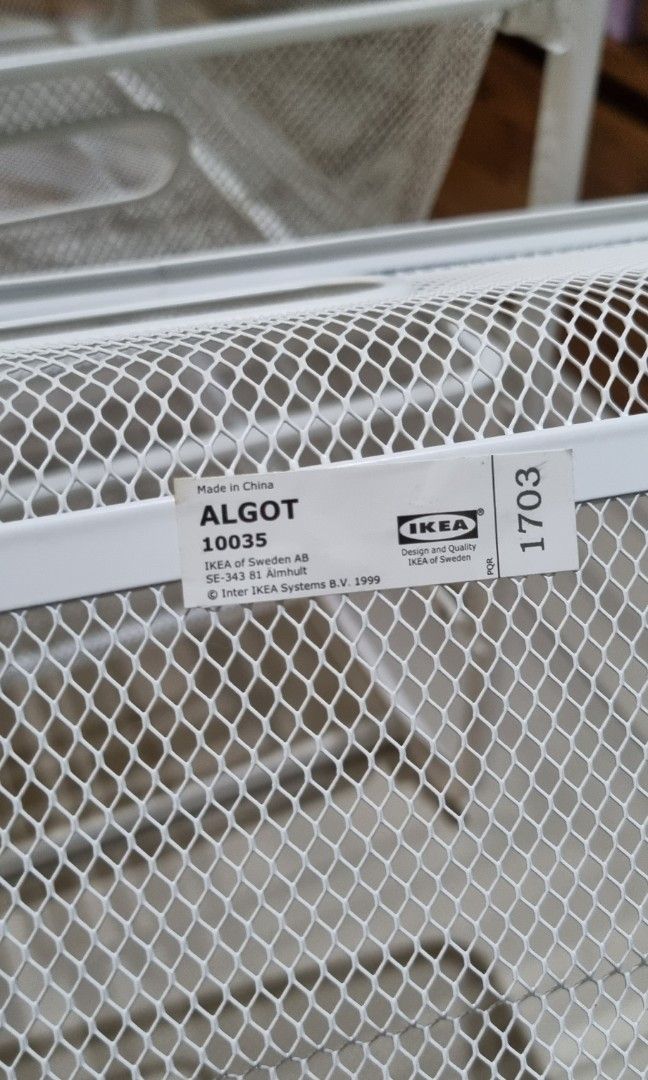 Made in China
ALGOT
10035
IKEA of Sweden AB
SE-343 81 Älmhult
© Inter IKEA Systems B.V. 1999
IKEA®
Design and Quality
IKEA of Sweden
PQR
1703